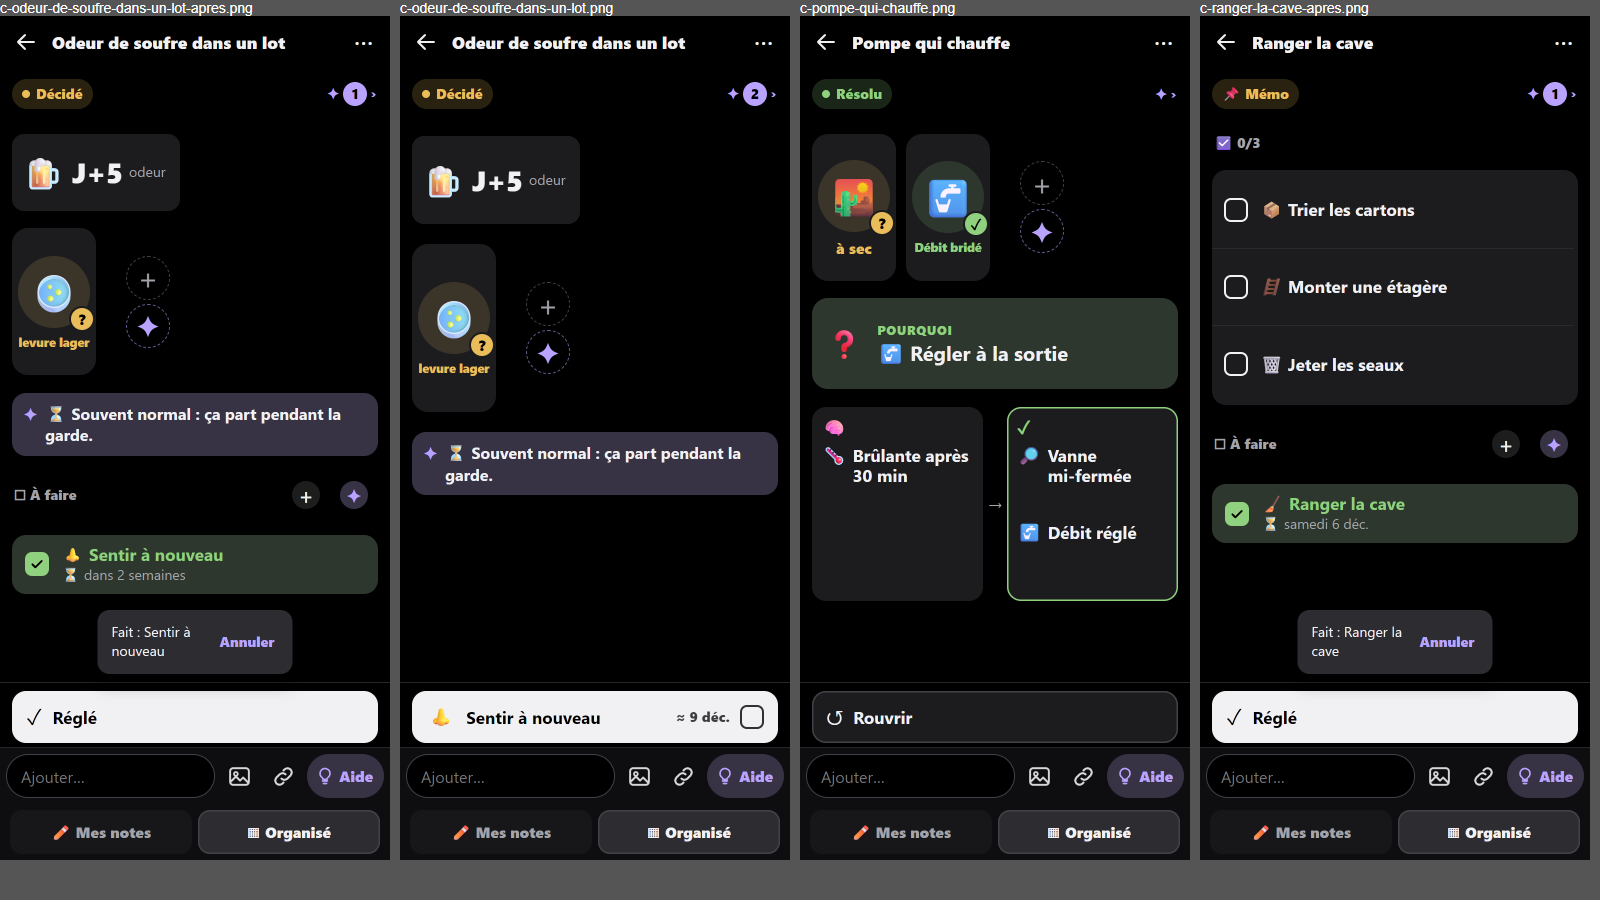 c-odeur-de-soufre-dans-un-lot-apres.png
Odeur de soufre dans un lot
Décidé
1
J+5 odeur
?
levure lager
+
Souvent normal : ça part pendant la
garde.
À faire
+
Sentir à nouveau
dans 2 semaines
Fait : Sentir à
nouveau
Annuler
Réglé
Ajouter...
Aide
Mes notes
Organisé
c-odeur-de-soufre-dans-un-lot.png
Odeur de soufre dans un lot
Décidé
2
J+5 odeur
?
levure lager
+
Souvent normal : ça part pendant la
garde.
Sentir à nouveau
≈ 9 déc.
Ajouter...
Aide
Mes notes
Organisé
c-pompe-qui-chauffe.png
Pompe qui chauffe
Résolu
?
à sec
Débit bridé
+
POURQUOI
Régler à la sortie
Brûlante après
30 min
→
Vanne
mi-fermée
Débit réglé
Rouvrir
Ajouter...
Aide
Mes notes
Organisé
c-ranger-la-cave-apres.png
Ranger la cave
Mémo
1
0/3
Trier les cartons
Monter une étagère
Jeter les seaux
À faire
+
Ranger la cave
samedi 6 déc.
Fait : Ranger la
cave
Annuler
Réglé
Ajouter...
Aide
Mes notes
Organisé